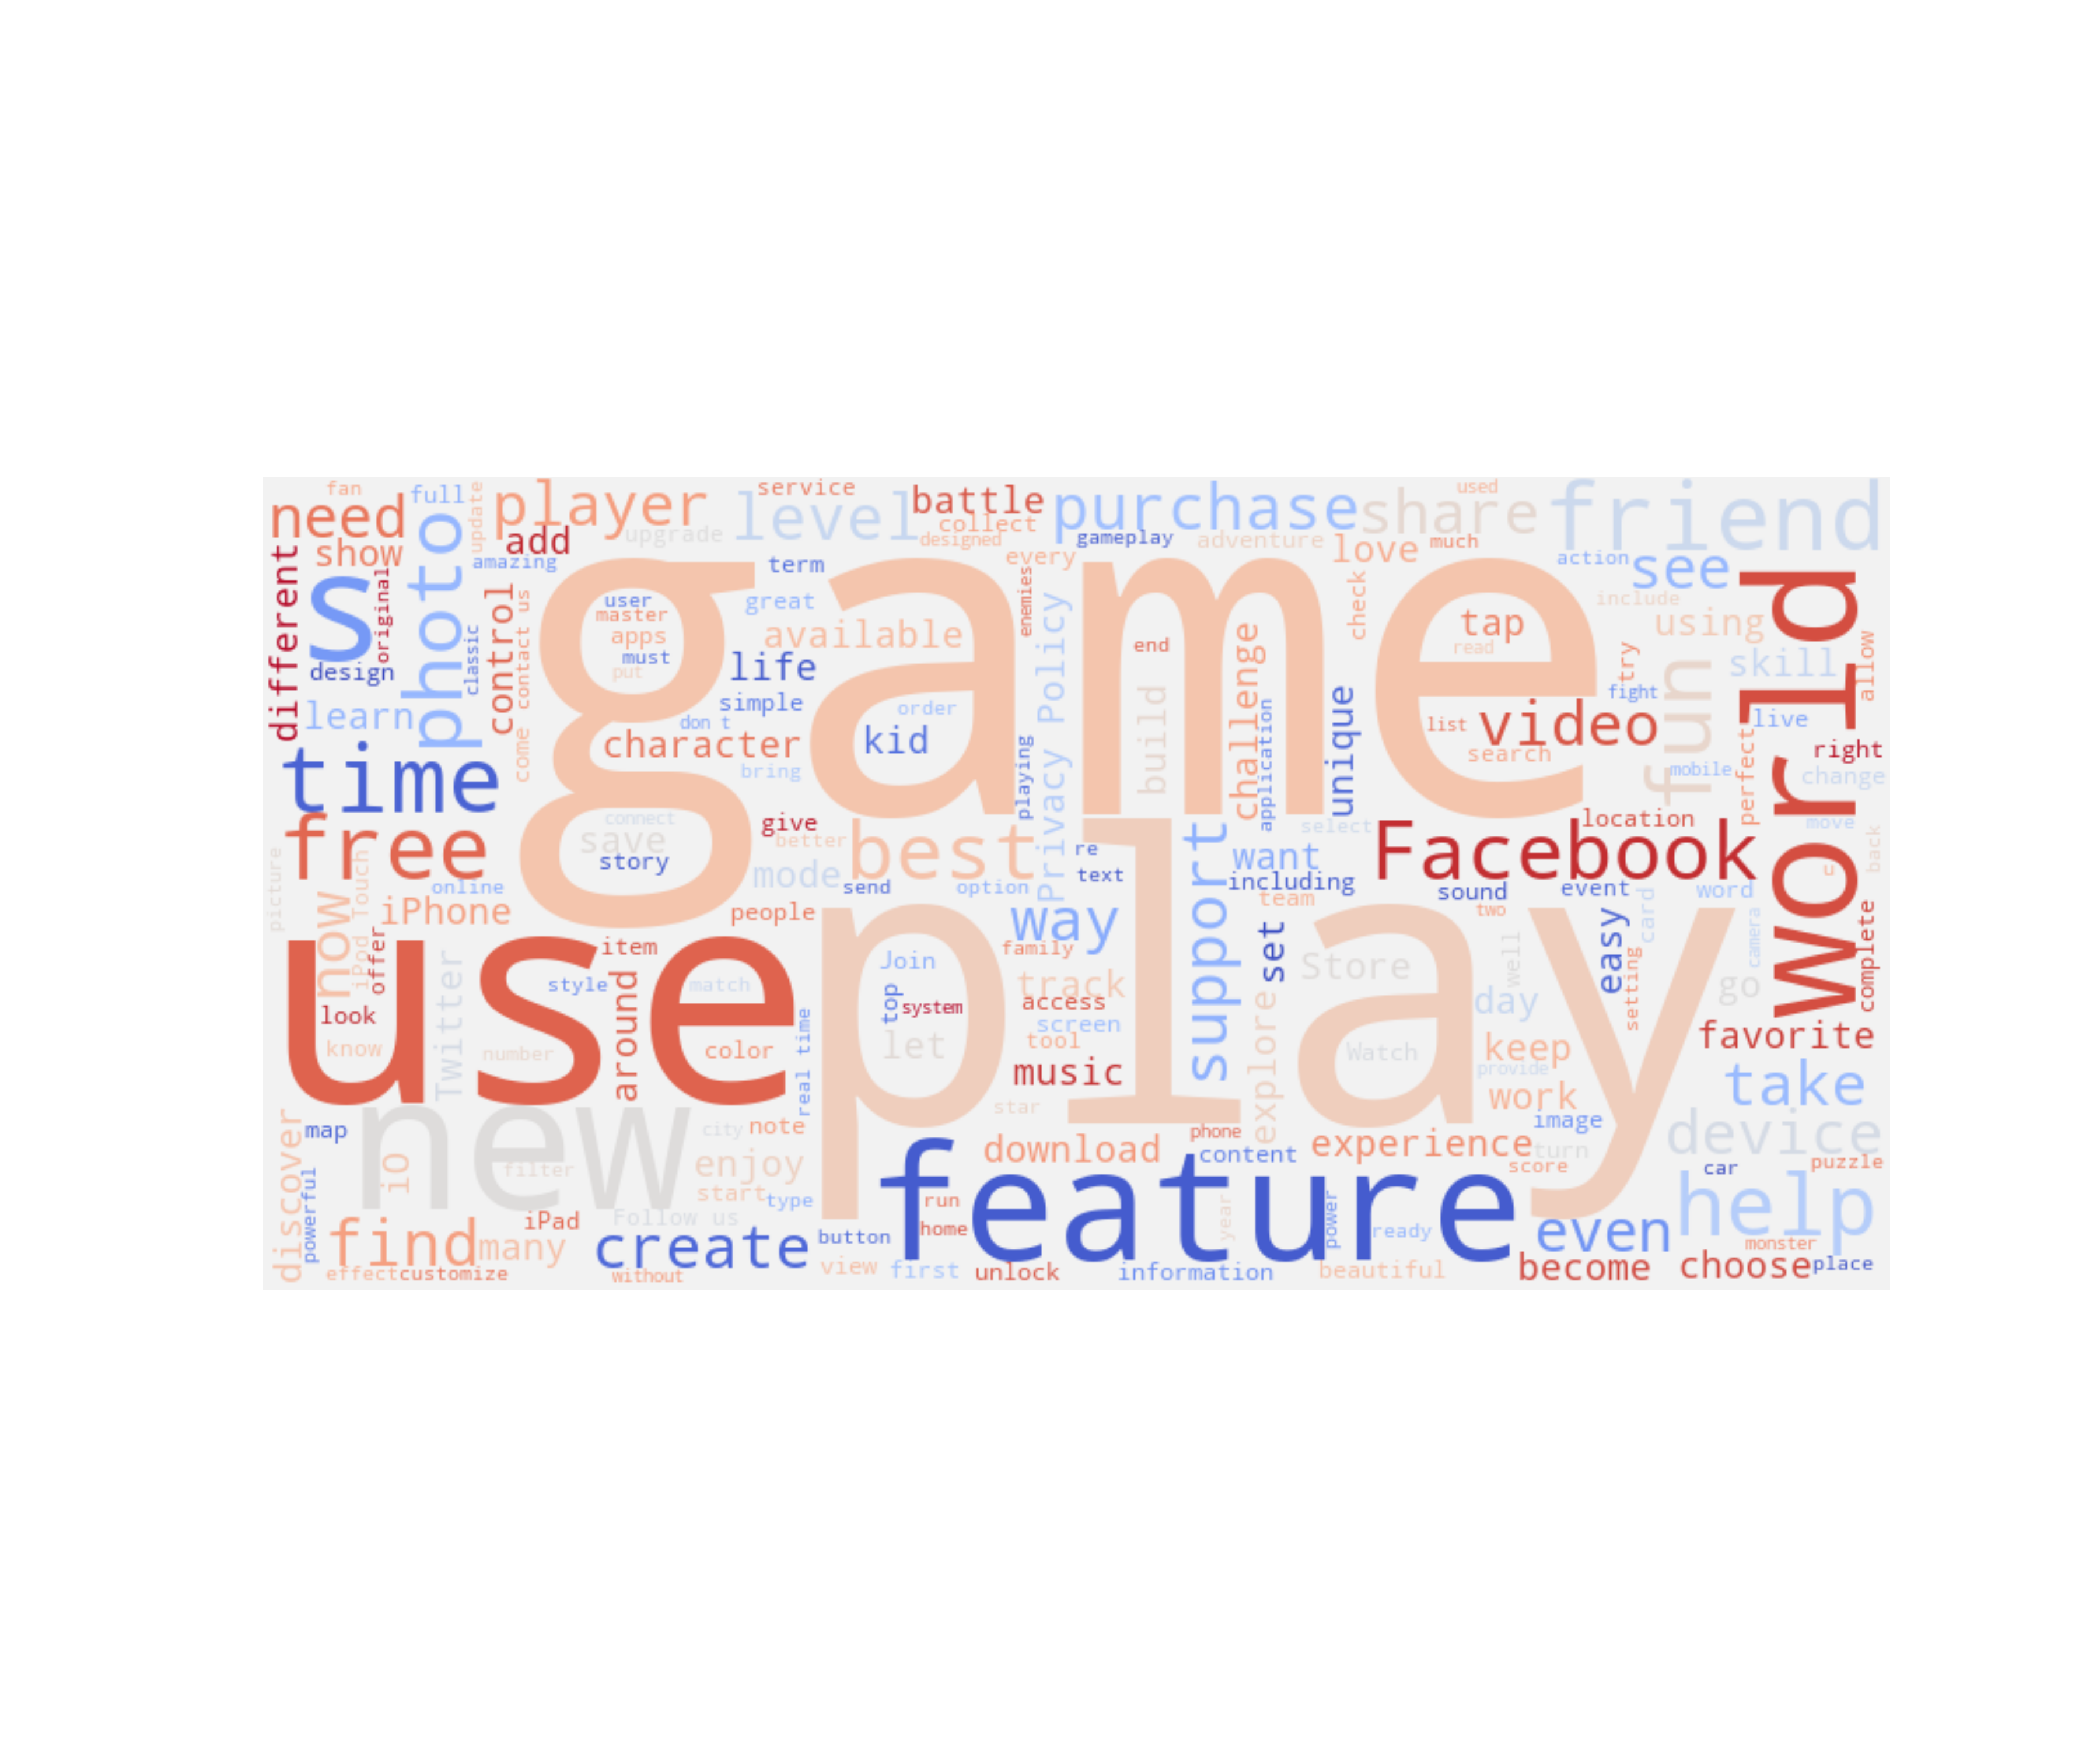 fan
full
update
need
player
service
level
battle
purchase
share
used
friend
show
photo
add
upgrade
collect
designed
gameplay
adventure
love
much
every
action
see
different
s
original
amazing
game
term
enemies
check
include
world
control
contact us
user
master
apps
must
put
great
available
Privacy Policy
end
challenge
tap
read
using
try
fun
skill
allow
design
classic
life
simple
don t
order
build
unique
fight
learn
come
character
kid
bring
playing
application
list
video
search
live
mobile
perfect
right
change
time
free
connect
save
story
give
better
best
mode
send
option
re
text
support
want
including
select
team
Facebook
location
move
u
back
picture
now
iPod Touch
online
iPhone
people
play
way
family
set
sound
event
two
card
word
camera
easy
complete
use
offer
item
style
match
around
Join
top
system
track
access
screen
tool
music
Store
well
day
setting
go
favorite
look
know
Twitter
number
color
real time
let
explore
Watch
keep
provide
work
take
new
star
image
device
discover
map
powerful
io
filter
city
note
enjoy
start
type
download
phone
content
experience
score
turn
car
puzzle
feature
help
find
many
iPad
Follow us
create
button
run
home
year
power
ready
even
monster
effect
customize
without
view
first
unlock
information
beautiful
become
choose
place